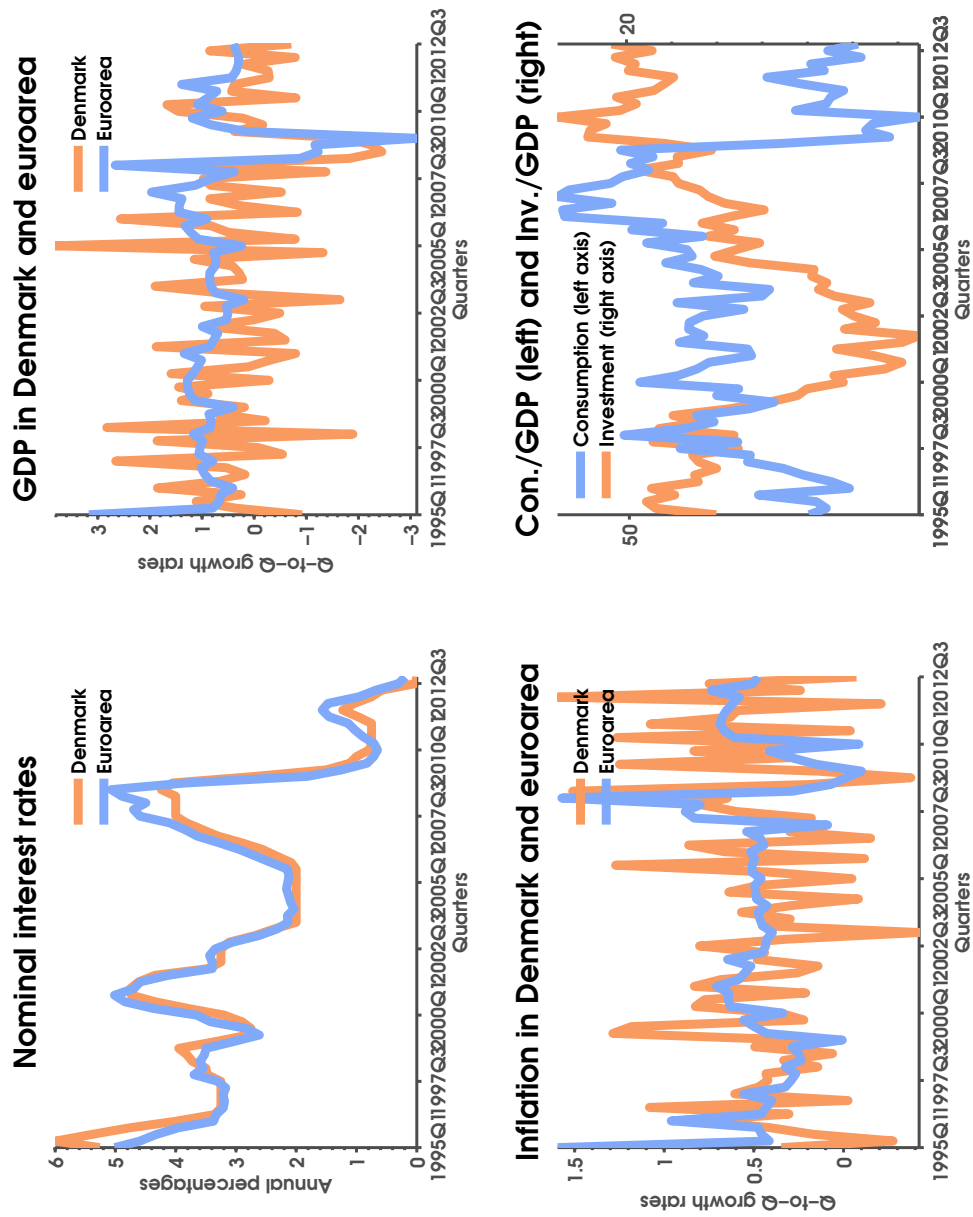 Nominal interest rates
Denmark
Euroarea
Annual percentages
6
5
4
3
2
1
0
1995Q1 1997Q3 2000Q1 2002Q3 2005Q1 2007Q3 2010Q1 2012Q3
Quarters
GDP in Denmark and euroarea
Denmark
Euroarea
Q-to-Q growth rates
3
2
1
0
-1
-2
-3
1995Q1 1997Q3 2000Q1 2002Q3 2005Q1 2007Q3 2010Q1 2012Q3
Quarters
Inflation in Denmark and euroarea
Denmark
Euroarea
Q-to-Q growth rates
1.5
1
0.5
0
1995Q1 1997Q3 2000Q1 2002Q3 2005Q1 2007Q3 2010Q1 2012Q3
Quarters
Con./GDP (left) and Inv./GDP (right)
Consumption (left axis)
Investment (right axis)
50
20
1995Q1 1997Q3 2000Q1 2002Q3 2005Q1 2007Q3 2010Q1 2012Q3
Quarters